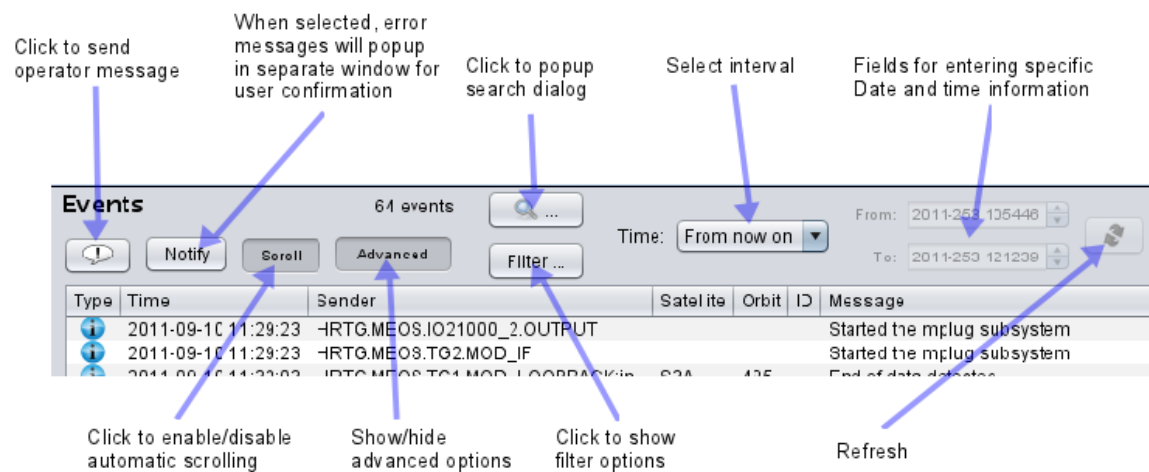 When selected, error
messages will popup
in separate window for
user confirmation
Click to send
operator message
Click to popup
search dialog
Select interval
Fields for entering specific
Date and time information
Events
64 events
...
Time: From now on
From: 2011-253 105446
To: 2011-253 121239
Notify
Scroll
Advanced
Filter ...
Type Time Sender Satellite Orbit ID Message
2011-09-10 11:29:23 HRTG.MEOS.IO21000_2.OUTPUT Started the mplug subsystem
2011-09-10 11:29:23 HRTG.MEOS.TG2.MOD_IF Started the mplug subsystem
End of data detected
Click to enable/disable
automatic scrolling
Show/hide
advanced options
Click to show
filter options
Refresh